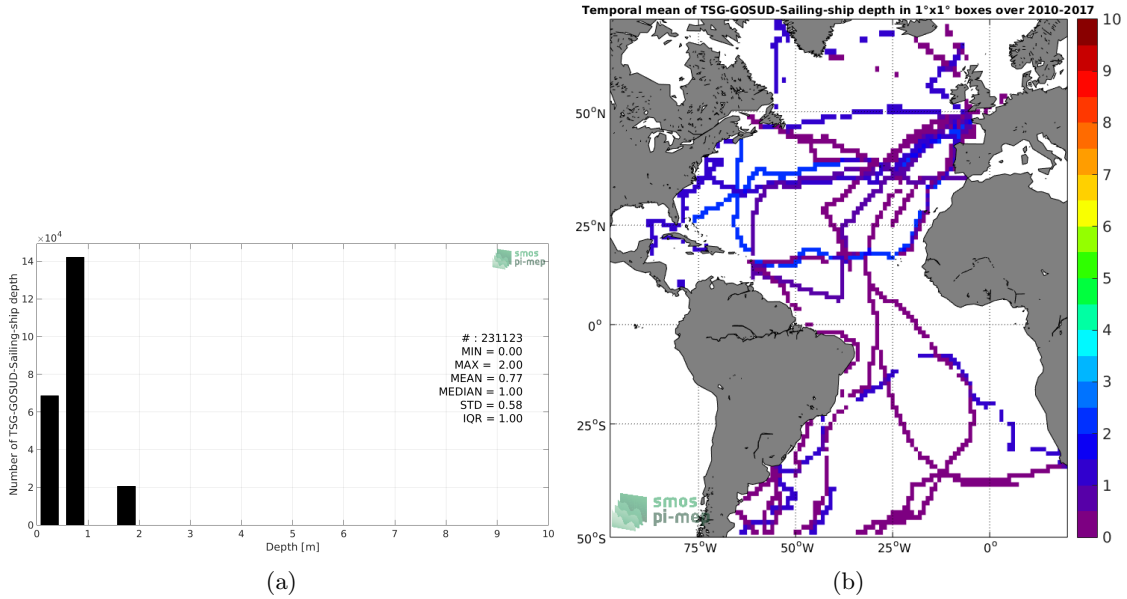 ×10⁴
14
12
10
8
6
4
2
0
Number of TSG-GOSUD-Sailing-ship depth
smos
pi-mep
# : 231123
MIN = 0.00
MAX = 2.00
MEAN = 0.77
MEDIAN = 1.00
STD = 0.58
IQR = 1.00
0 1 2 3 4 5 6 7 8 9 10
Depth [m]
(a)
Temporal mean of TSG-GOSUD-Sailing-ship depth in 1°x1° boxes over 2010-2017
50°N
25°N
0°
25°S
50°S
75°W 50°W 25°W 0°
smos
pi-mep
10
9
8
7
6
5
4
3
2
1
0
(b)